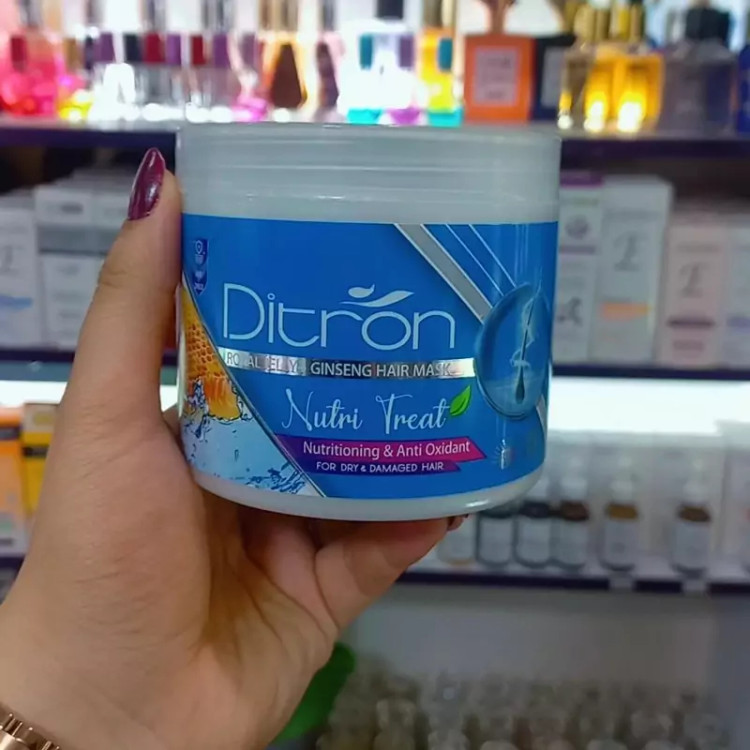 Ditron
ROYAL JELLY & GINSENG HAIR MASK
Nutri Treat
Nutritioning & Anti Oxidant
FOR DRY & DAMAGED HAIR